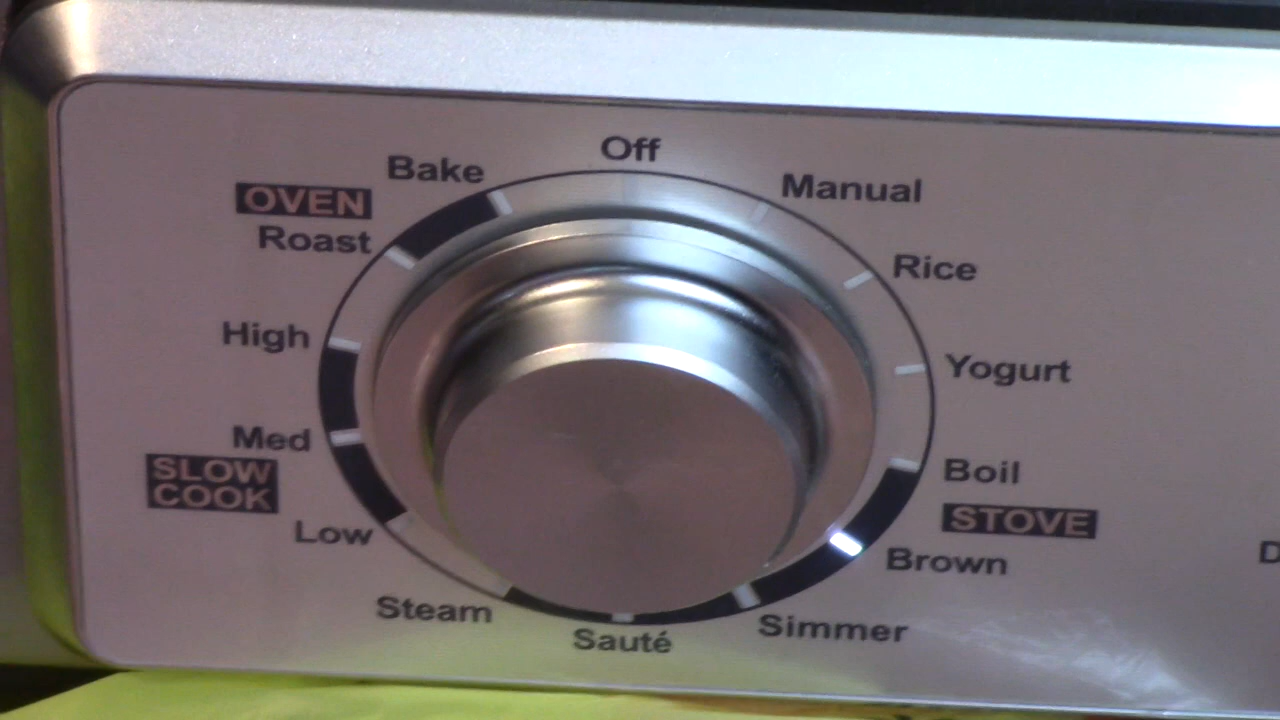 Off
Bake
Manual
OVEN
Roast
Rice
High
Yogurt
Med
Boil
SLOW
COOK
STOVE
Low
Brown
Steam
Simmer
Sauté